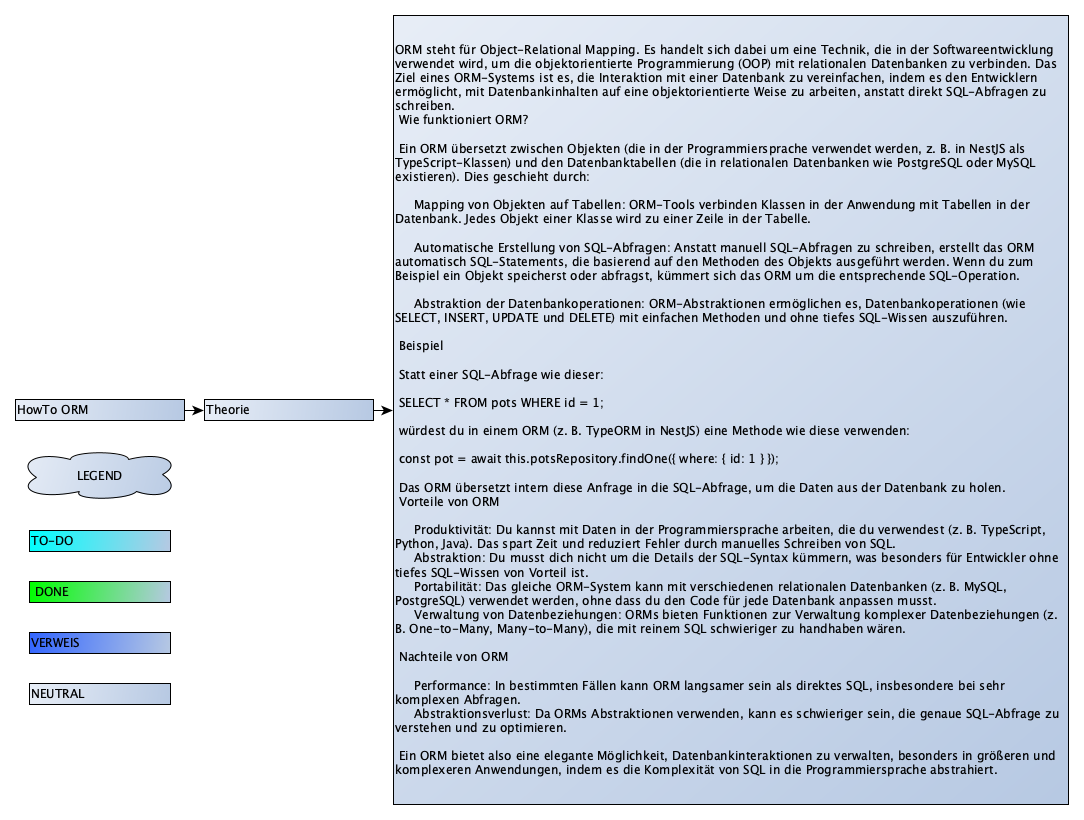 ORM steht für Object-Relational Mapping. Es handelt sich dabei um eine Technik, die in der Softwareentwicklung
verwendet wird, um die objektorientierte Programmierung (OOP) mit relationalen Datenbanken zu verbinden. Das
Ziel eines ORM-Systems ist es, die Interaktion mit einer Datenbank zu vereinfachen, indem es den Entwicklern
ermöglicht, mit Datenbankinhalten auf eine objektorientierte Weise zu arbeiten, anstatt direkt SQL-Abfragen zu
schreiben.
Wie funktioniert ORM?
Ein ORM übersetzt zwischen Objekten (die in der Programmiersprache verwendet werden, z. B. in NestJS als
TypeScript-Klassen) und den Datenbanktabellen (die in relationalen Datenbanken wie PostgreSQL oder MySQL
existieren). Dies geschieht durch:
Mapping von Objekten auf Tabellen: ORM-Tools verbinden Klassen in der Anwendung mit Tabellen in der
Datenbank. Jedes Objekt einer Klasse wird zu einer Zeile in der Tabelle.
Automatische Erstellung von SQL-Abfragen: Anstatt manuell SQL-Abfragen zu schreiben, erstellt das ORM
automatisch SQL-Statements, die basierend auf den Methoden des Objekts ausgeführt werden. Wenn du zum
Beispiel ein Objekt speicherst oder abfragst, kümmert sich das ORM um die entsprechende SQL-Operation.
Abstraktion der Datenbankoperationen: ORM-Abstraktionen ermöglichen es, Datenbankoperationen (wie
SELECT, INSERT, UPDATE und DELETE) mit einfachen Methoden und ohne tiefes SQL-Wissen auszuführen.
Beispiel
Statt einer SQL-Abfrage wie dieser:
SELECT * FROM pots WHERE id = 1;
würdest du in einem ORM (z. B. TypeORM in NestJS) eine Methode wie diese verwenden:
const pot = await this.potsRepository.findOne({ where: { id: 1 } });
Das ORM übersetzt intern diese Anfrage in die SQL-Abfrage, um die Daten aus der Datenbank zu holen.
Vorteile von ORM
Produktivität: Du kannst mit Daten in der Programmiersprache arbeiten, die du verwendest (z. B. TypeScript,
Python, Java). Das spart Zeit und reduziert Fehler durch manuelles Schreiben von SQL.
Abstraktion: Du musst dich nicht um die Details der SQL-Syntax kümmern, was besonders für Entwickler ohne
tiefes SQL-Wissen von Vorteil ist.
Portabilität: Das gleiche ORM-System kann mit verschiedenen relationalen Datenbanken (z. B. MySQL,
PostgreSQL) verwendet werden, ohne dass du den Code für jede Datenbank anpassen musst.
Verwaltung von Datenbeziehungen: ORMs bieten Funktionen zur Verwaltung komplexer Datenbeziehungen (z.
B. One-to-Many, Many-to-Many), die mit reinem SQL schwieriger zu handhaben wären.
Nachteile von ORM
Performance: In bestimmten Fällen kann ORM langsamer sein als direktes SQL, insbesondere bei sehr
komplexen Abfragen.
Abstraktionsverlust: Da ORMs Abstraktionen verwenden, kann es schwieriger sein, die genaue SQL-Abfrage zu
verstehen und zu optimieren.
Ein ORM bietet also eine elegante Möglichkeit, Datenbankinteraktionen zu verwalten, besonders in größeren und
komplexeren Anwendungen, indem es die Komplexität von SQL in die Programmiersprache abstrahiert.
HowTo ORM
Theorie
LEGEND
TO-DO
DONE
VERWEIS
NEUTRAL